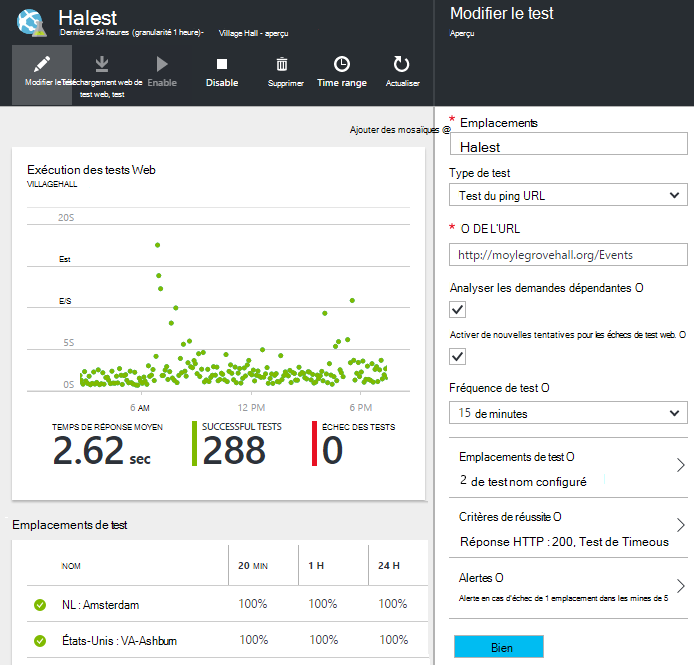 Halest
Dernières 24 heures (granularité 1 heure)-
Village Hall - aperçu
Modifier le test
Aperçu
Modifier le
Téléchargement web de
test web, test
Enable
Disable
Supprimer
Time range
Actualiser
Ajouter des mosaïques @
Exécution des tests Web
VILLAGEHALL
20S
Est
E/S
5S
0S
6 AM
12 PM
6 PM
TEMPS DE RÉPONSE MOYEN
2.62 sec
SUCCESSFUL TESTS
288
ÉCHEC DES TESTS
0
Emplacements de test
NOM
20 MIN
1 H
24 H
NL : Amsterdam
100%
100%
100%
États-Unis : VA-Ashbum
100%
100%
100%
* Emplacements
Halest
Type de test
Test du ping URL
* O DE L'URL
http://moylegrovehall.org/Events
Analyser les demandes dépendantes O
Activer de nouvelles tentatives pour les échecs de test web. O
Fréquence de test O
15 de minutes
Emplacements de test O
2 de test nom configuré
Critères de réussite O
Réponse HTTP : 200, Test de Timeous
Alertes O
Alerte en cas d'échec de 1 emplacement dans les mines de 5
Bien